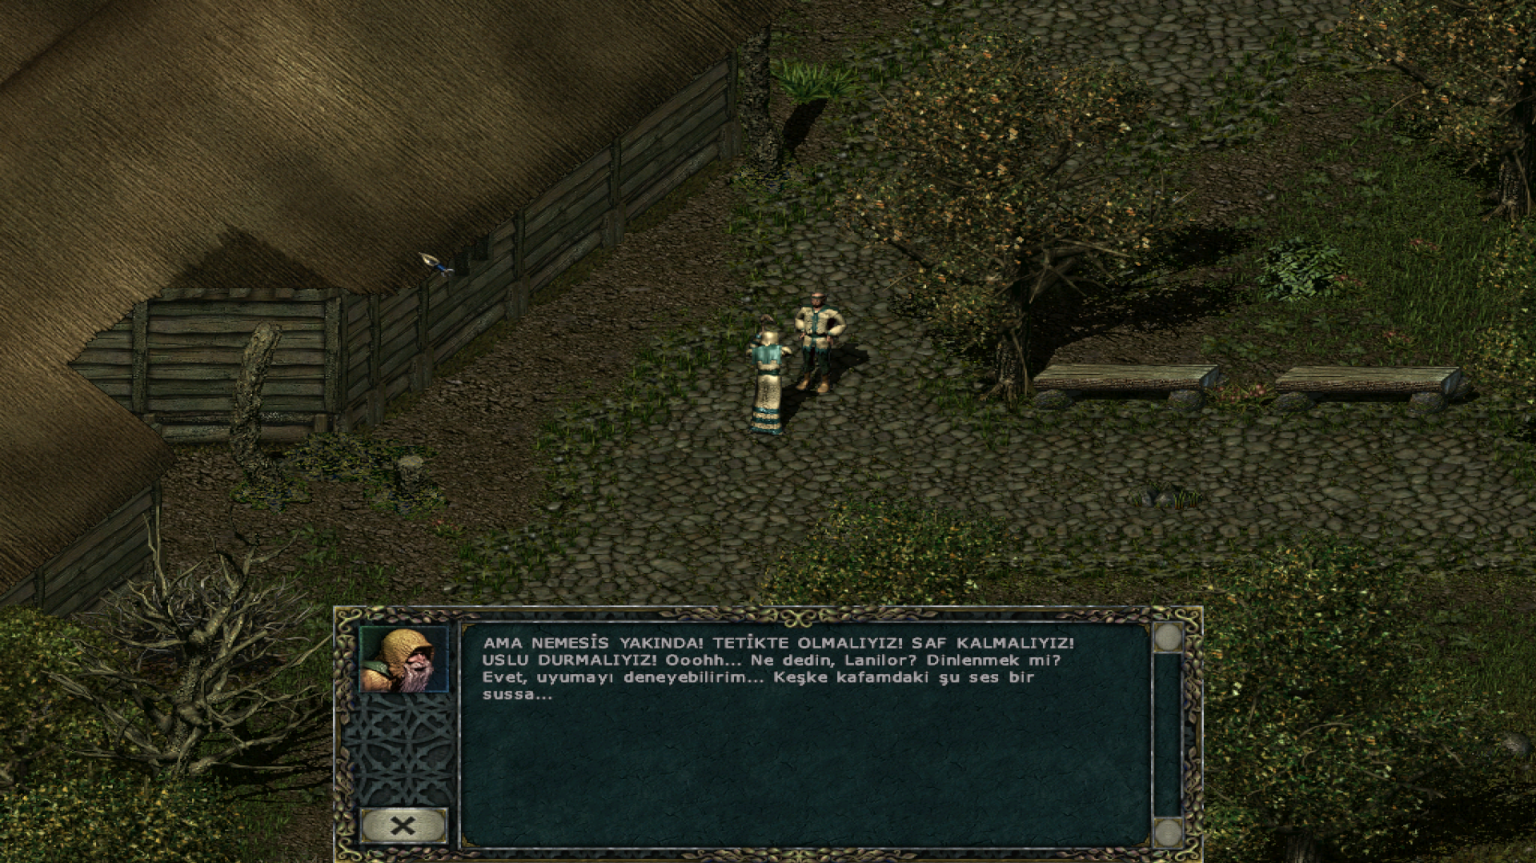 AMA NEMESİS YAKINDA! TETİKTE OLMALIYIZ! SAF KALMALIYIZ!
USLU DURMALIYIZ! Ooohh... Ne dedin, Lanilor? Dinlenmek mi?
Evet, uyumayı deneyebilirim... Keşke kafamdaki şu ses bir
sussa...